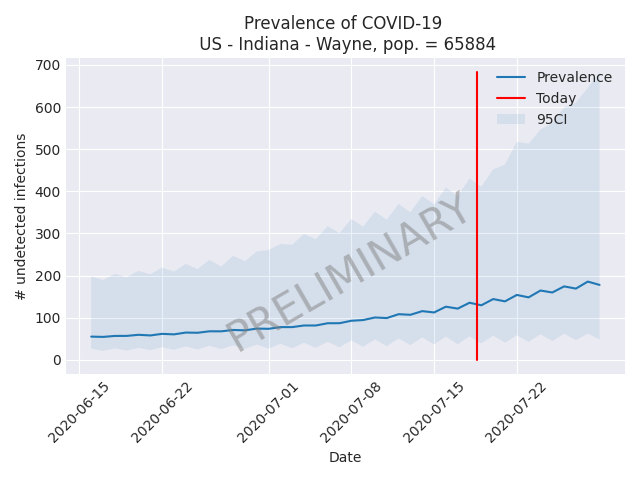 Prevalence of COVID-19
US - Indiana - Wayne, pop. = 65884
# undetected infections
700
600
500
400
300
200
100
0
Prevalence
Today
95CI
PRELIMINARY
2020-06-15
2020-06-22
2020-07-01
2020-07-08
2020-07-15
2020-07-22
Date